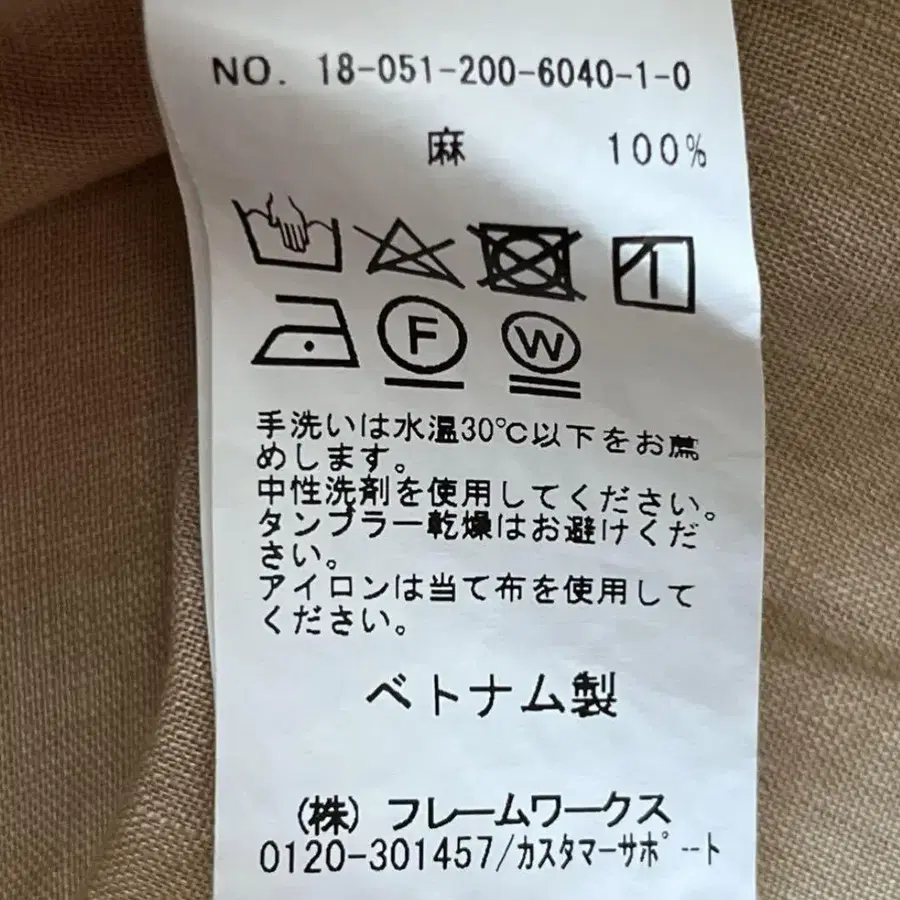 NO. 18-051-200-6040-1-0
麻 100%
F W
手洗いは水温30℃以下をお薦
めします。
中性洗剤を使用してください。
タンブラー乾燥はお避けくだ
さい。
アイロンは当て布を使用して
ください。
ベトナム製
(株) フレームワークス
0120-301457/カスタマーサポート